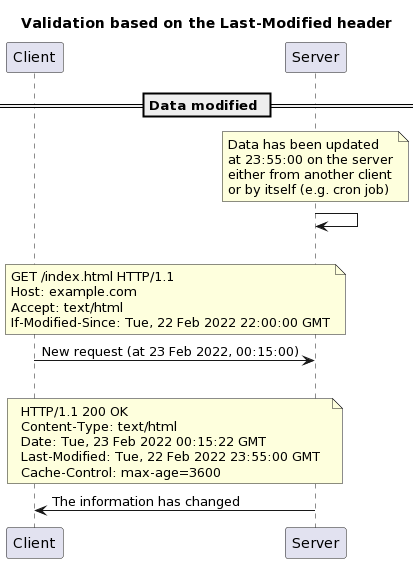 Validation based on the Last-Modified header
Client Server
Data modified
Data has been updated
at 23:55:00 on the server
either from another client
or by itself (e.g. cron job)
GET /index.html HTTP/1.1
Host: example.com
Accept: text/html
If-Modified-Since: Tue, 22 Feb 2022 22:00:00 GMT
New request (at 23 Feb 2022, 00:15:00)
HTTP/1.1 200 OK
Content-Type: text/html
Date: Tue, 23 Feb 2022 00:15:22 GMT
Last-Modified: Tue, 22 Feb 2022 23:55:00 GMT
Cache-Control: max-age=3600
The information has changed
Client Server